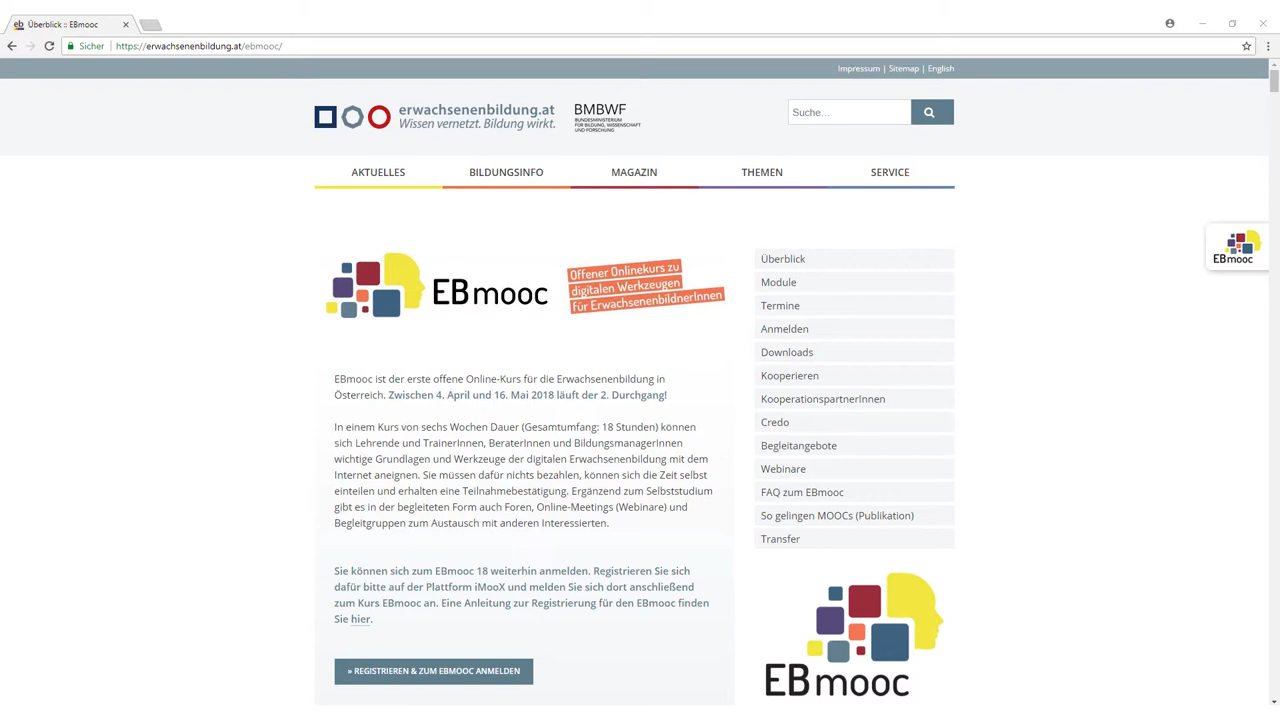 Überblick :: EBmooc
Sicher
https://erwachsenenbildung.at/ebmooc/
Impressum | Sitemap | English
erwachsenenbildung.at
Wissen vernetzt. Bildung wirkt.
BMBWF
BUNDESMINISTERIUM
FÜR BILDUNG, WISSENSCHAFT
UND FORSCHUNG
Suche...
AKTUELLES
BILDUNGSINFO
MAGAZIN
THEMEN
SERVICE
EBmooc
EBmooc
Offener Onlinekurs zu
digitalen Werkzeugen
für ErwachsenenbildnerInnen
EBmooc ist der erste offene Online-Kurs für die Erwachsenenbildung in
Österreich. Zwischen 4. April und 16. Mai 2018 läuft der 2. Durchgang!
In einem Kurs von sechs Wochen Dauer (Gesamtumfang: 18 Stunden) können
sich Lehrende und TrainerInnen, BeraterInnen und BildungsmanagerInnen
wichtige Grundlagen und Werkzeuge der digitalen Erwachsenenbildung mit dem
Internet aneignen. Sie müssen dafür nichts bezahlen, können sich die Zeit selbst
einteilen und erhalten eine Teilnahmebestätigung. Ergänzend zum Selbststudium
gibt es in der begleiteten Form auch Foren, Online-Meetings (Webinare) und
Begleitgruppen zum Austausch mit anderen Interessierten.
Sie können sich zum EBmooc 18 weiterhin anmelden. Registrieren Sie sich
dafür bitte auf der Plattform iMooX und melden Sie sich dort anschließend
zum Kurs EBmooc an. Eine Anleitung zur Registrierung für den EBmooc finden
Sie hier.
» REGISTRIEREN & ZUM EBMOOC ANMELDEN
Überblick
Module
Termine
Anmelden
Downloads
Kooperieren
KooperationspartnerInnen
Credo
Begleitangebote
Webinare
FAQ zum EBmooc
So gelingen MOOCs (Publikation)
Transfer
EBmooc